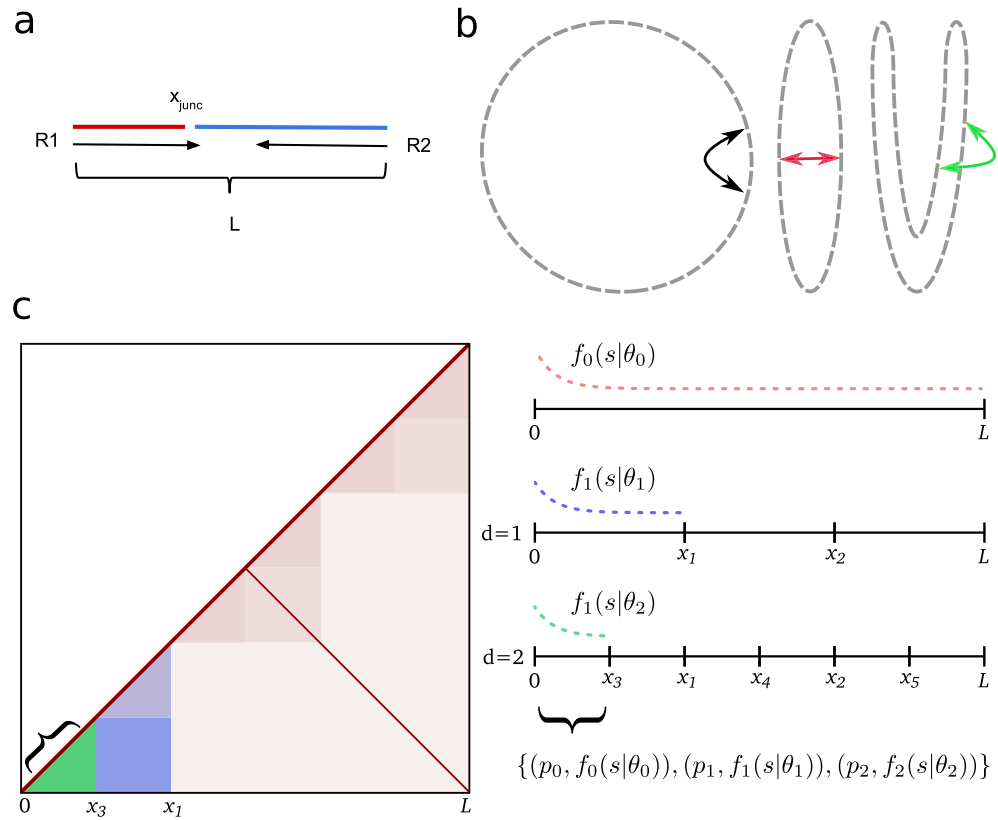 a
x_junc
R1
R2
L
b
c
0
x_3
x_1
L
f_0(s|θ_0)
0
L
f_1(s|θ_1)
d=1
0
x_1
x_2
L
f_1(s|θ_2)
d=2
0
x_3
x_1
x_4
x_2
x_5
L
{(p_0, f_0(s|θ_0)), (p_1, f_1(s|θ_1)), (p_2, f_2(s|θ_2))}